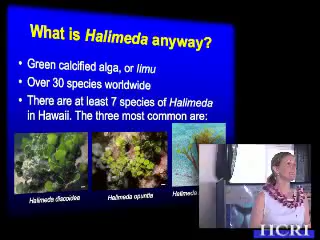 What is Halimeda anyway?
• Green calcified alga, or limu
• Over 30 species worldwide
• There are at least 7 species of Halimeda
in Hawaii. The three most common are:
Halimeda discoidea
Halimeda opuntia
Halimeda
HCRI